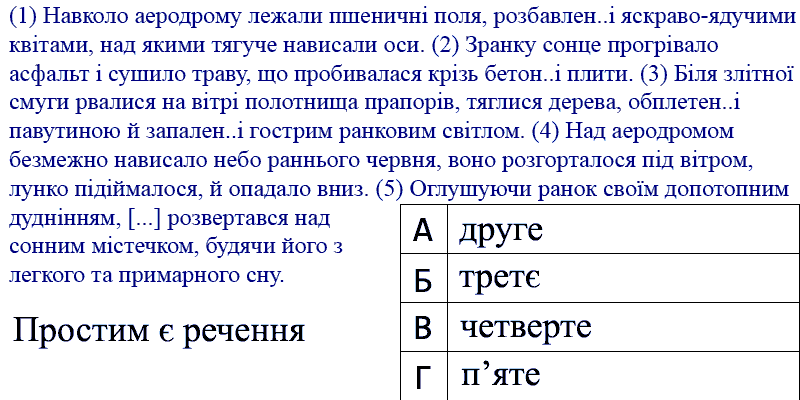 (1) Навколо аеродрому лежали пшеничні поля, розбавлен..і яскраво-ядучими
квітами, над якими тягуче нависали оси. (2) Зранку сонце прогрівало
асфальт і сушило траву, що пробивалася крізь бетон..і плити. (3) Біля злітної
смуги рвалися на вітрі полотнища прапорів, тяглися дерева, обплетен..і
павутиною й запален..і гострим ранковим світлом. (4) Над аеродромом
безмежно нависало небо раннього червня, воно розгорталося під вітром,
лунко підіймалося, й опадало вниз. (5) Оглушуючи ранок своїм допотопним
дуднінням, [...] розвертався над
сонним містечком, будячи його з
легкого та примарного сну.
Простим є речення
А друге
Б третє
В четверте
Г п’яте